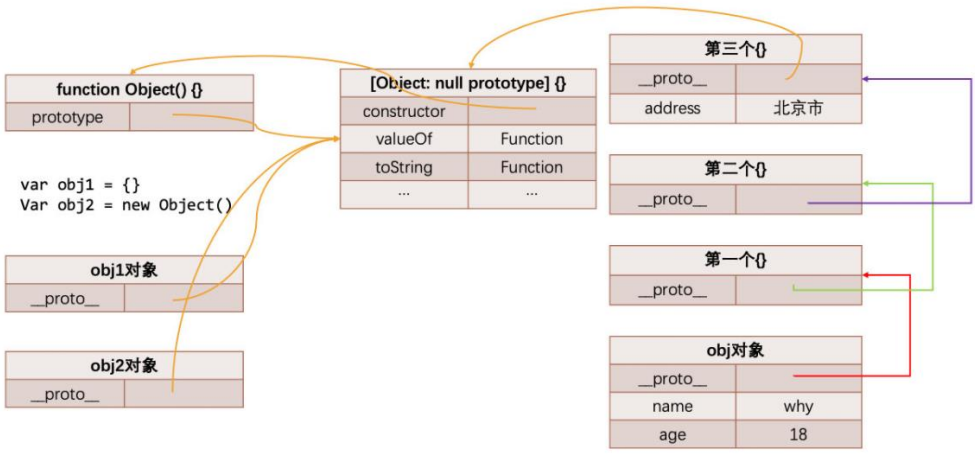 function Object() {}
prototype
var obj1 = {}
Var obj2 = new Object()
obj1对象
__proto__
obj2对象
__proto__
[Object: null prototype] {}
constructor
valueOf Function
toString Function
... ...
第三个{}
__proto__
address 北京市
第二个{}
__proto__
第一个{}
__proto__
obj对象
__proto__
name why
age 18